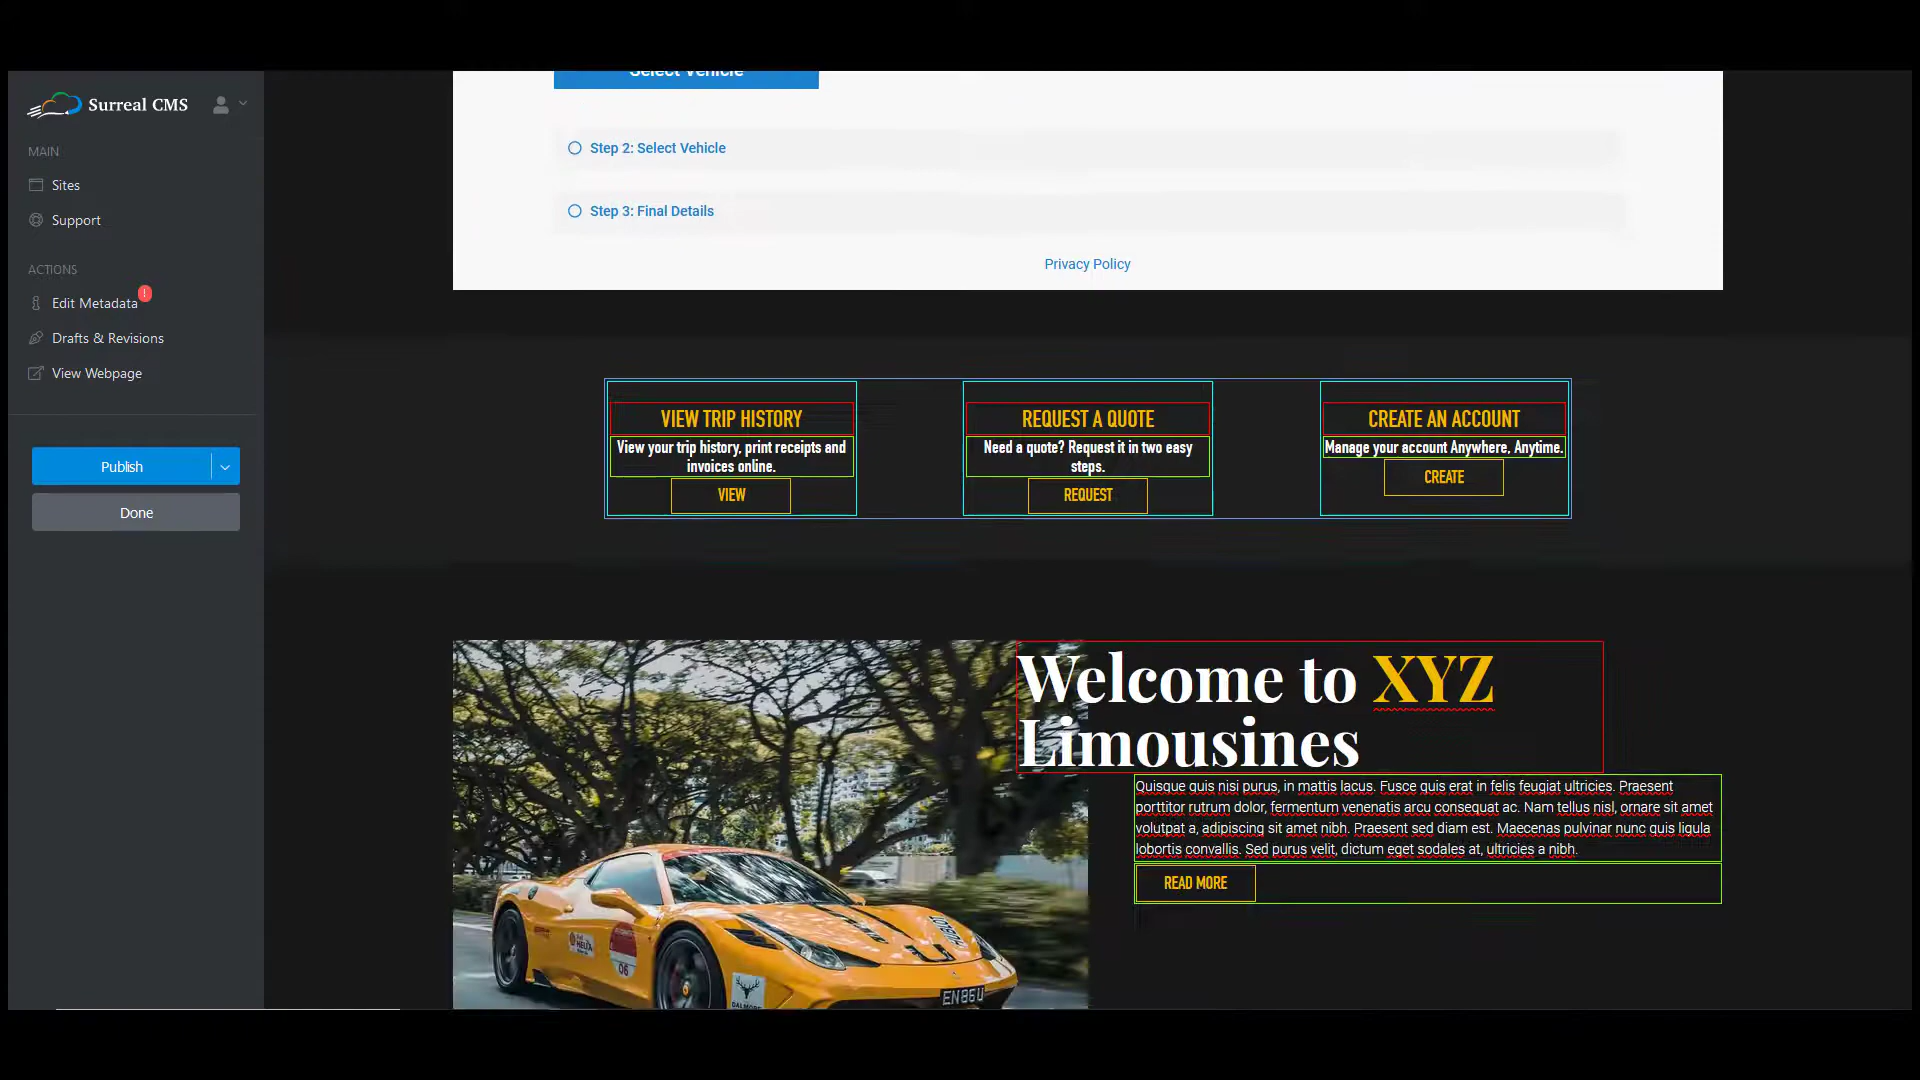 Select Vehicle
Surreal CMS
MAIN
Sites
Support
ACTIONS
Edit Metadata
!
Drafts & Revisions
View Webpage
Publish
Done
Step 2: Select Vehicle
Step 3: Final Details
Privacy Policy
VIEW TRIP HISTORY
View your trip history, print receipts and
invoices online.
VIEW
REQUEST A QUOTE
Need a quote? Request it in two easy
steps.
REQUEST
CREATE AN ACCOUNT
Manage your account Anywhere, Anytime.
CREATE
Welcome to XYZ
Limousines
Quisque quis nisi purus, in mattis lacus. Fusce quis erat in felis feugiat ultricies. Praesent
porttitor rutrum dolor, fermentum venenatis arcu consequat ac. Nam tellus nisl, ornare sit amet
volutpat a, adipiscing sit amet nibh. Praesent sed diam est. Maecenas pulvinar nunc quis ligula
lobortis convallis. Sed purus velit, dictum eget sodales at, ultricies a nibh.
READ MORE
06
EN86U
DALMORE